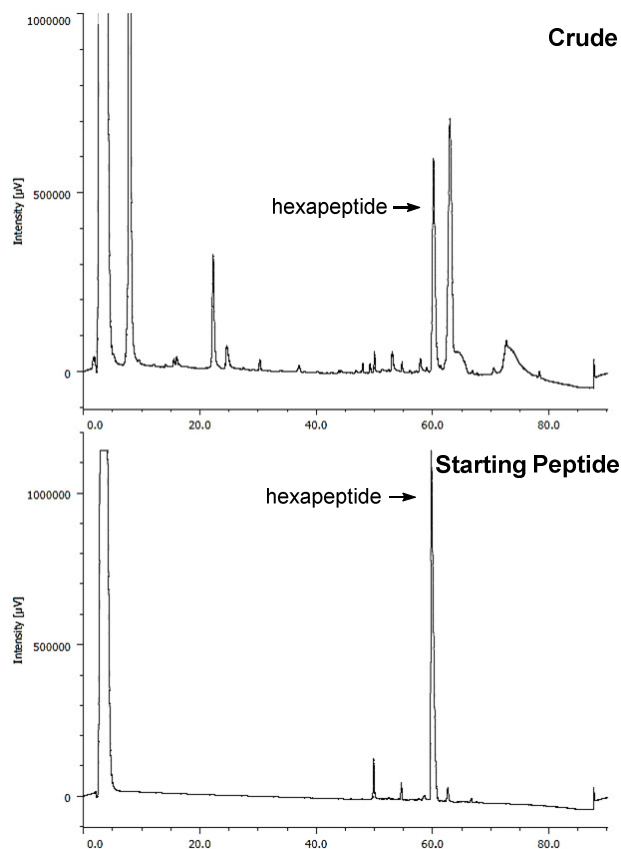 1000000
Crude
500000
Intensity [µV]
hexapeptide
0
0.0 20.0 40.0 60.0 80.0
Starting Peptide
hexapeptide
1000000
500000
Intensity [µV]
0
0.0 20.0 40.0 60.0 80.0